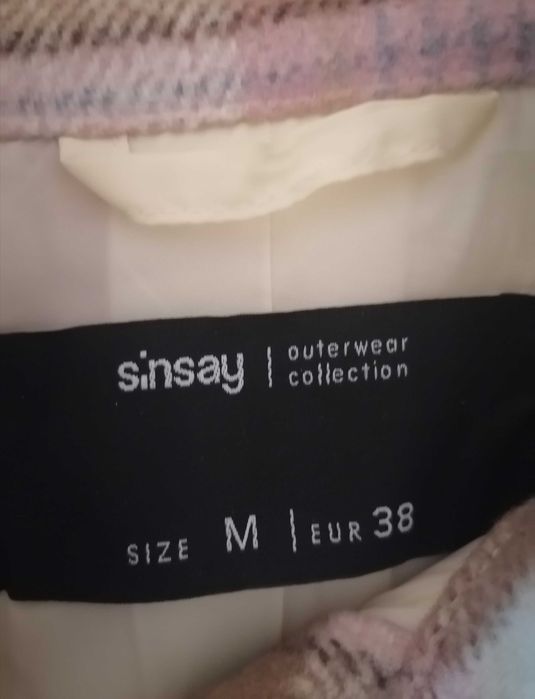 sinsay | outerwear
collection
SIZE M | EUR 38